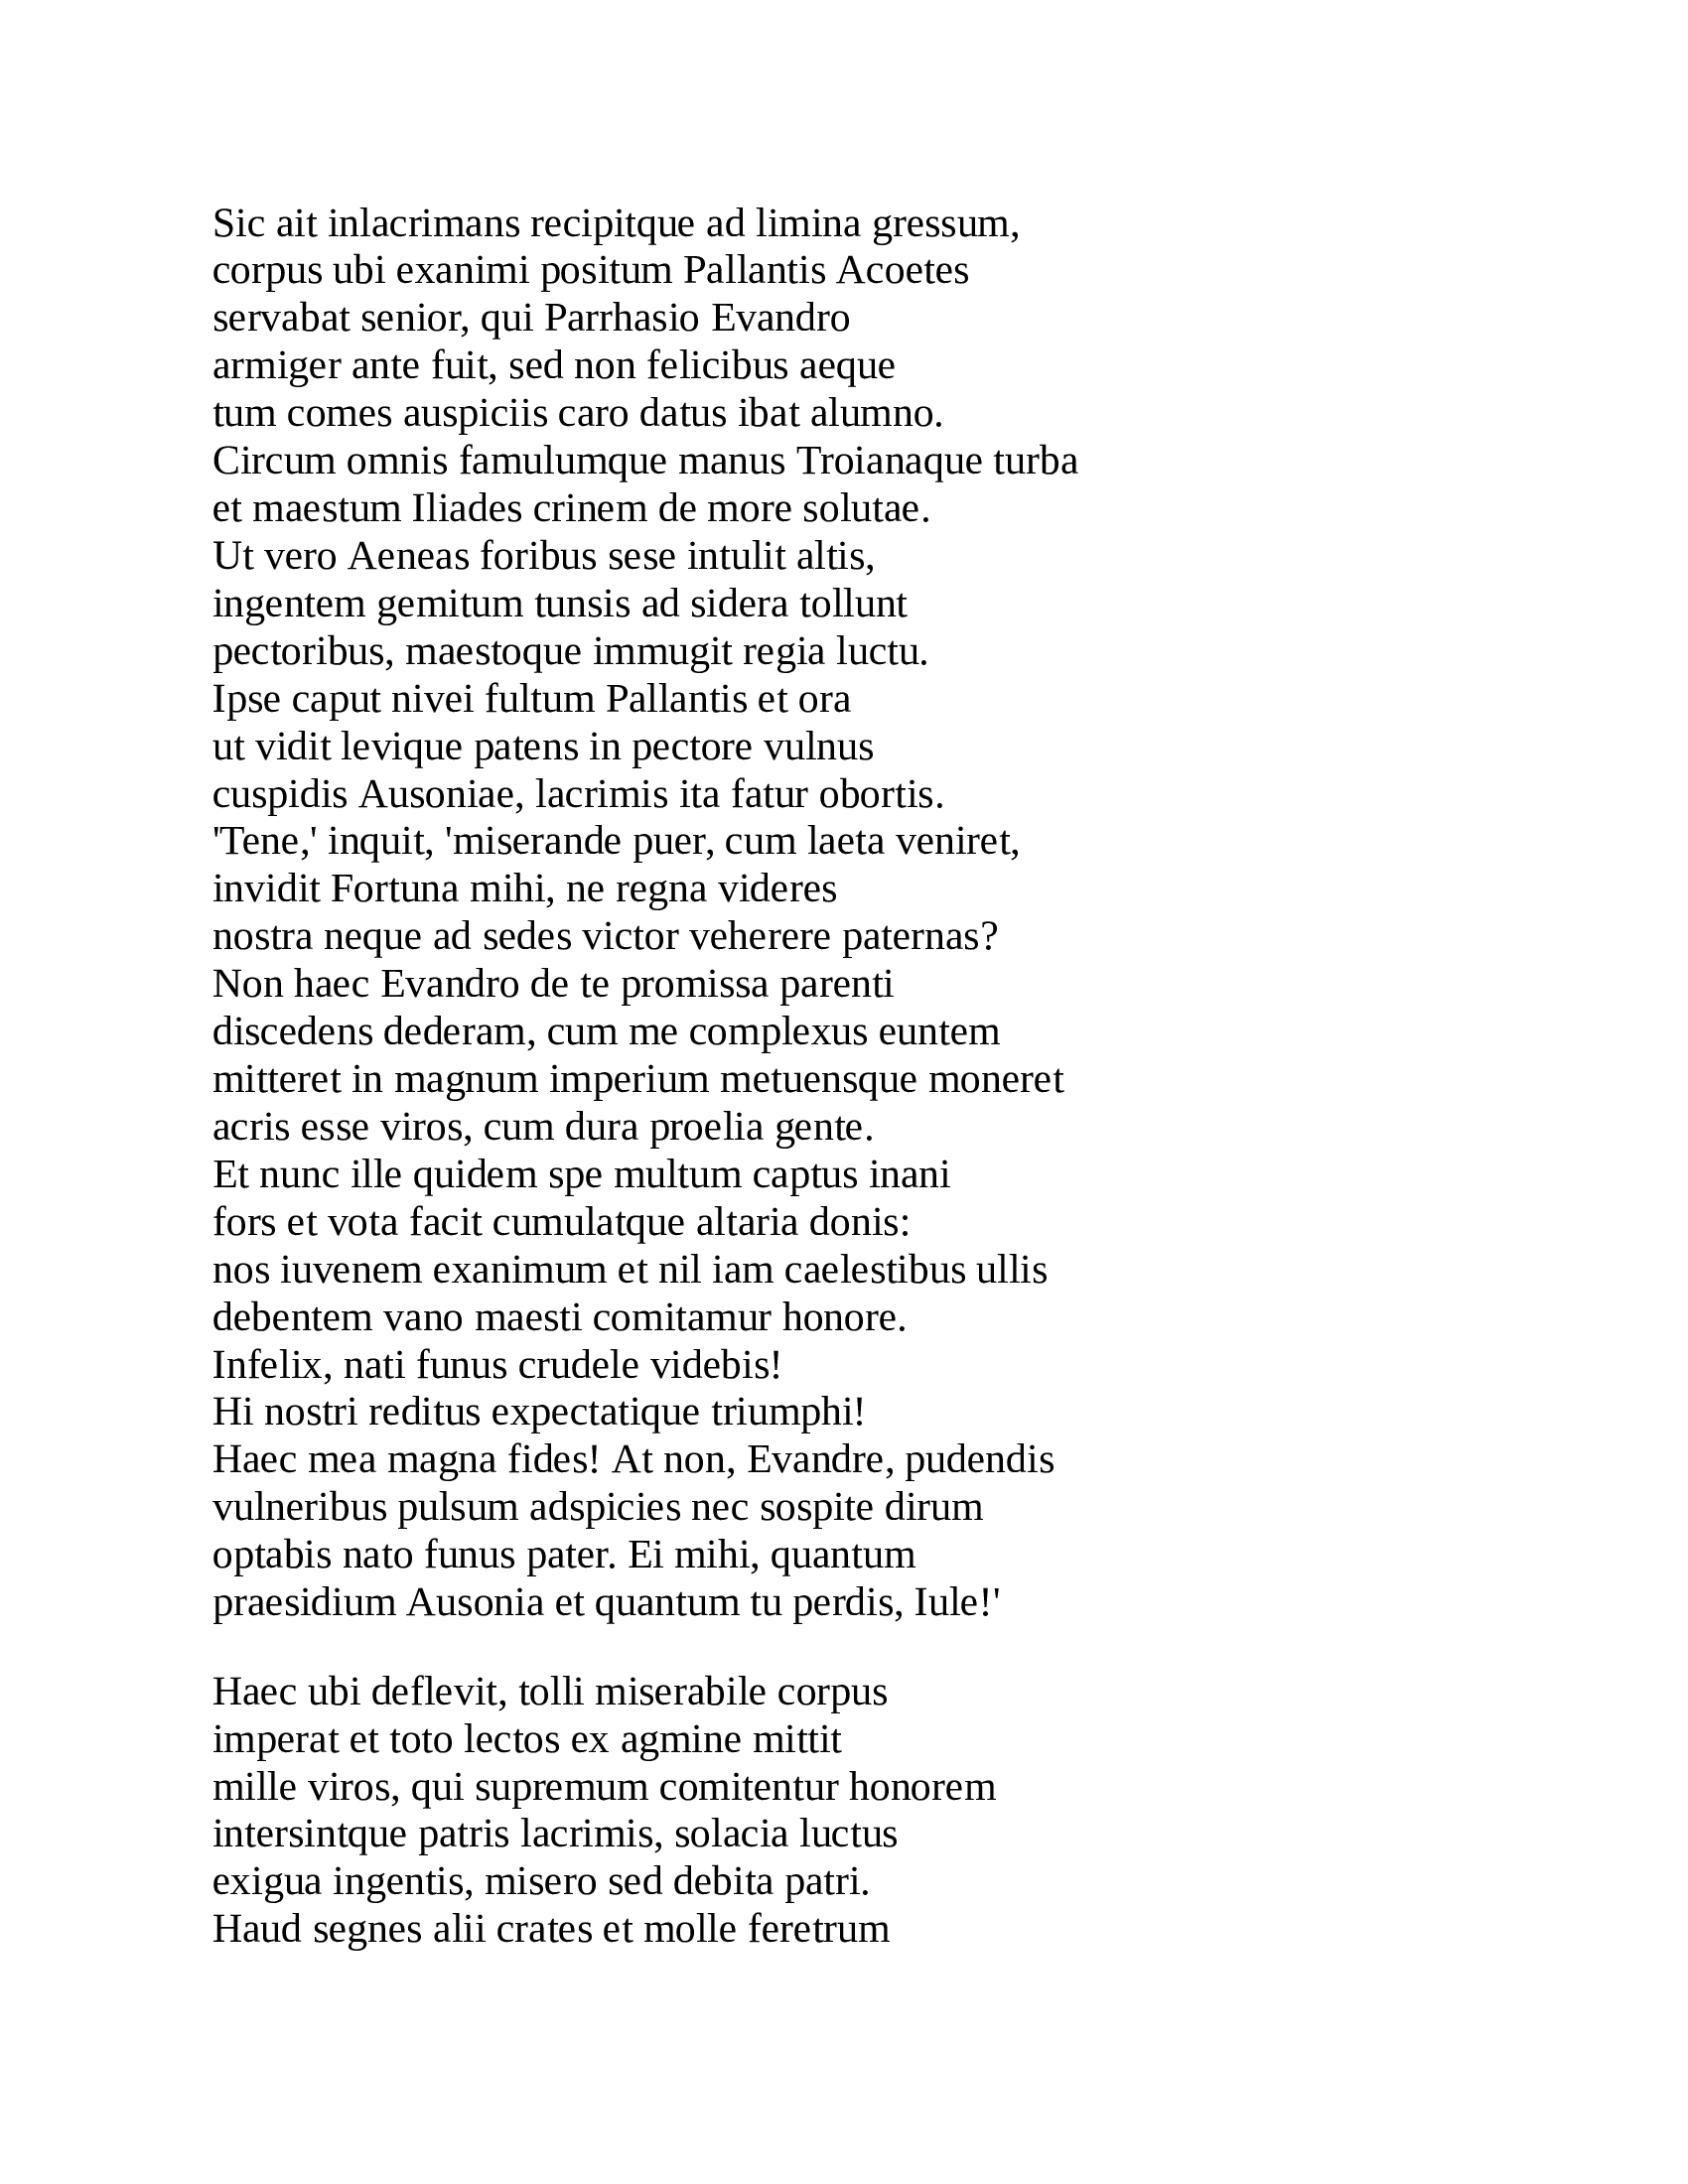 Sic ait inlacrimans recipitque ad limina gressum,
corpus ubi exanimi positum Pallantis Acoetes
servabat senior, qui Parrhasio Evandro
armiger ante fuit, sed non felicibus aeque
tum comes auspiciis caro datus ibat alumno.
Circum omnis famulumque manus Troianaque turba
et maestum Iliades crinem de more solutae.
Ut vero Aeneas foribus sese intulit altis,
ingentem gemitum tunsis ad sidera tollunt
pectoribus, maestoque immugit regia luctu.
Ipse caput nivei fultum Pallantis et ora
ut vidit levique patens in pectore vulnus
cuspidis Ausoniae, lacrimis ita fatur obortis.
'Tene,' inquit, 'miserande puer, cum laeta veniret,
invidit Fortuna mihi, ne regna videres
nostra neque ad sedes victor veherere paternas?
Non haec Evandro de te promissa parenti
discedens dederam, cum me complexus euntem
mitteret in magnum imperium metuensque moneret
acris esse viros, cum dura proelia gente.
Et nunc ille quidem spe multum captus inani
fors et vota facit cumulatque altaria donis:
nos iuvenem exanimum et nil iam caelestibus ullis
debentem vano maesti comitamur honore.
Infelix, nati funus crudele videbis!
Hi nostri reditus expectatique triumphi!
Haec mea magna fides! At non, Evandre, pudendis
vulneribus pulsum adspicies nec sospite dirum
optabis nato funus pater. Ei mihi, quantum
praesidium Ausonia et quantum tu perdis, Iule!'
Haec ubi deflevit, tolli miserabile corpus
imperat et toto lectos ex agmine mittit
mille viros, qui supremum comitentur honorem
intersintque patris lacrimis, solacia luctus
exigua ingentis, misero sed debita patri.
Haud segnes alii crates et molle feretrum